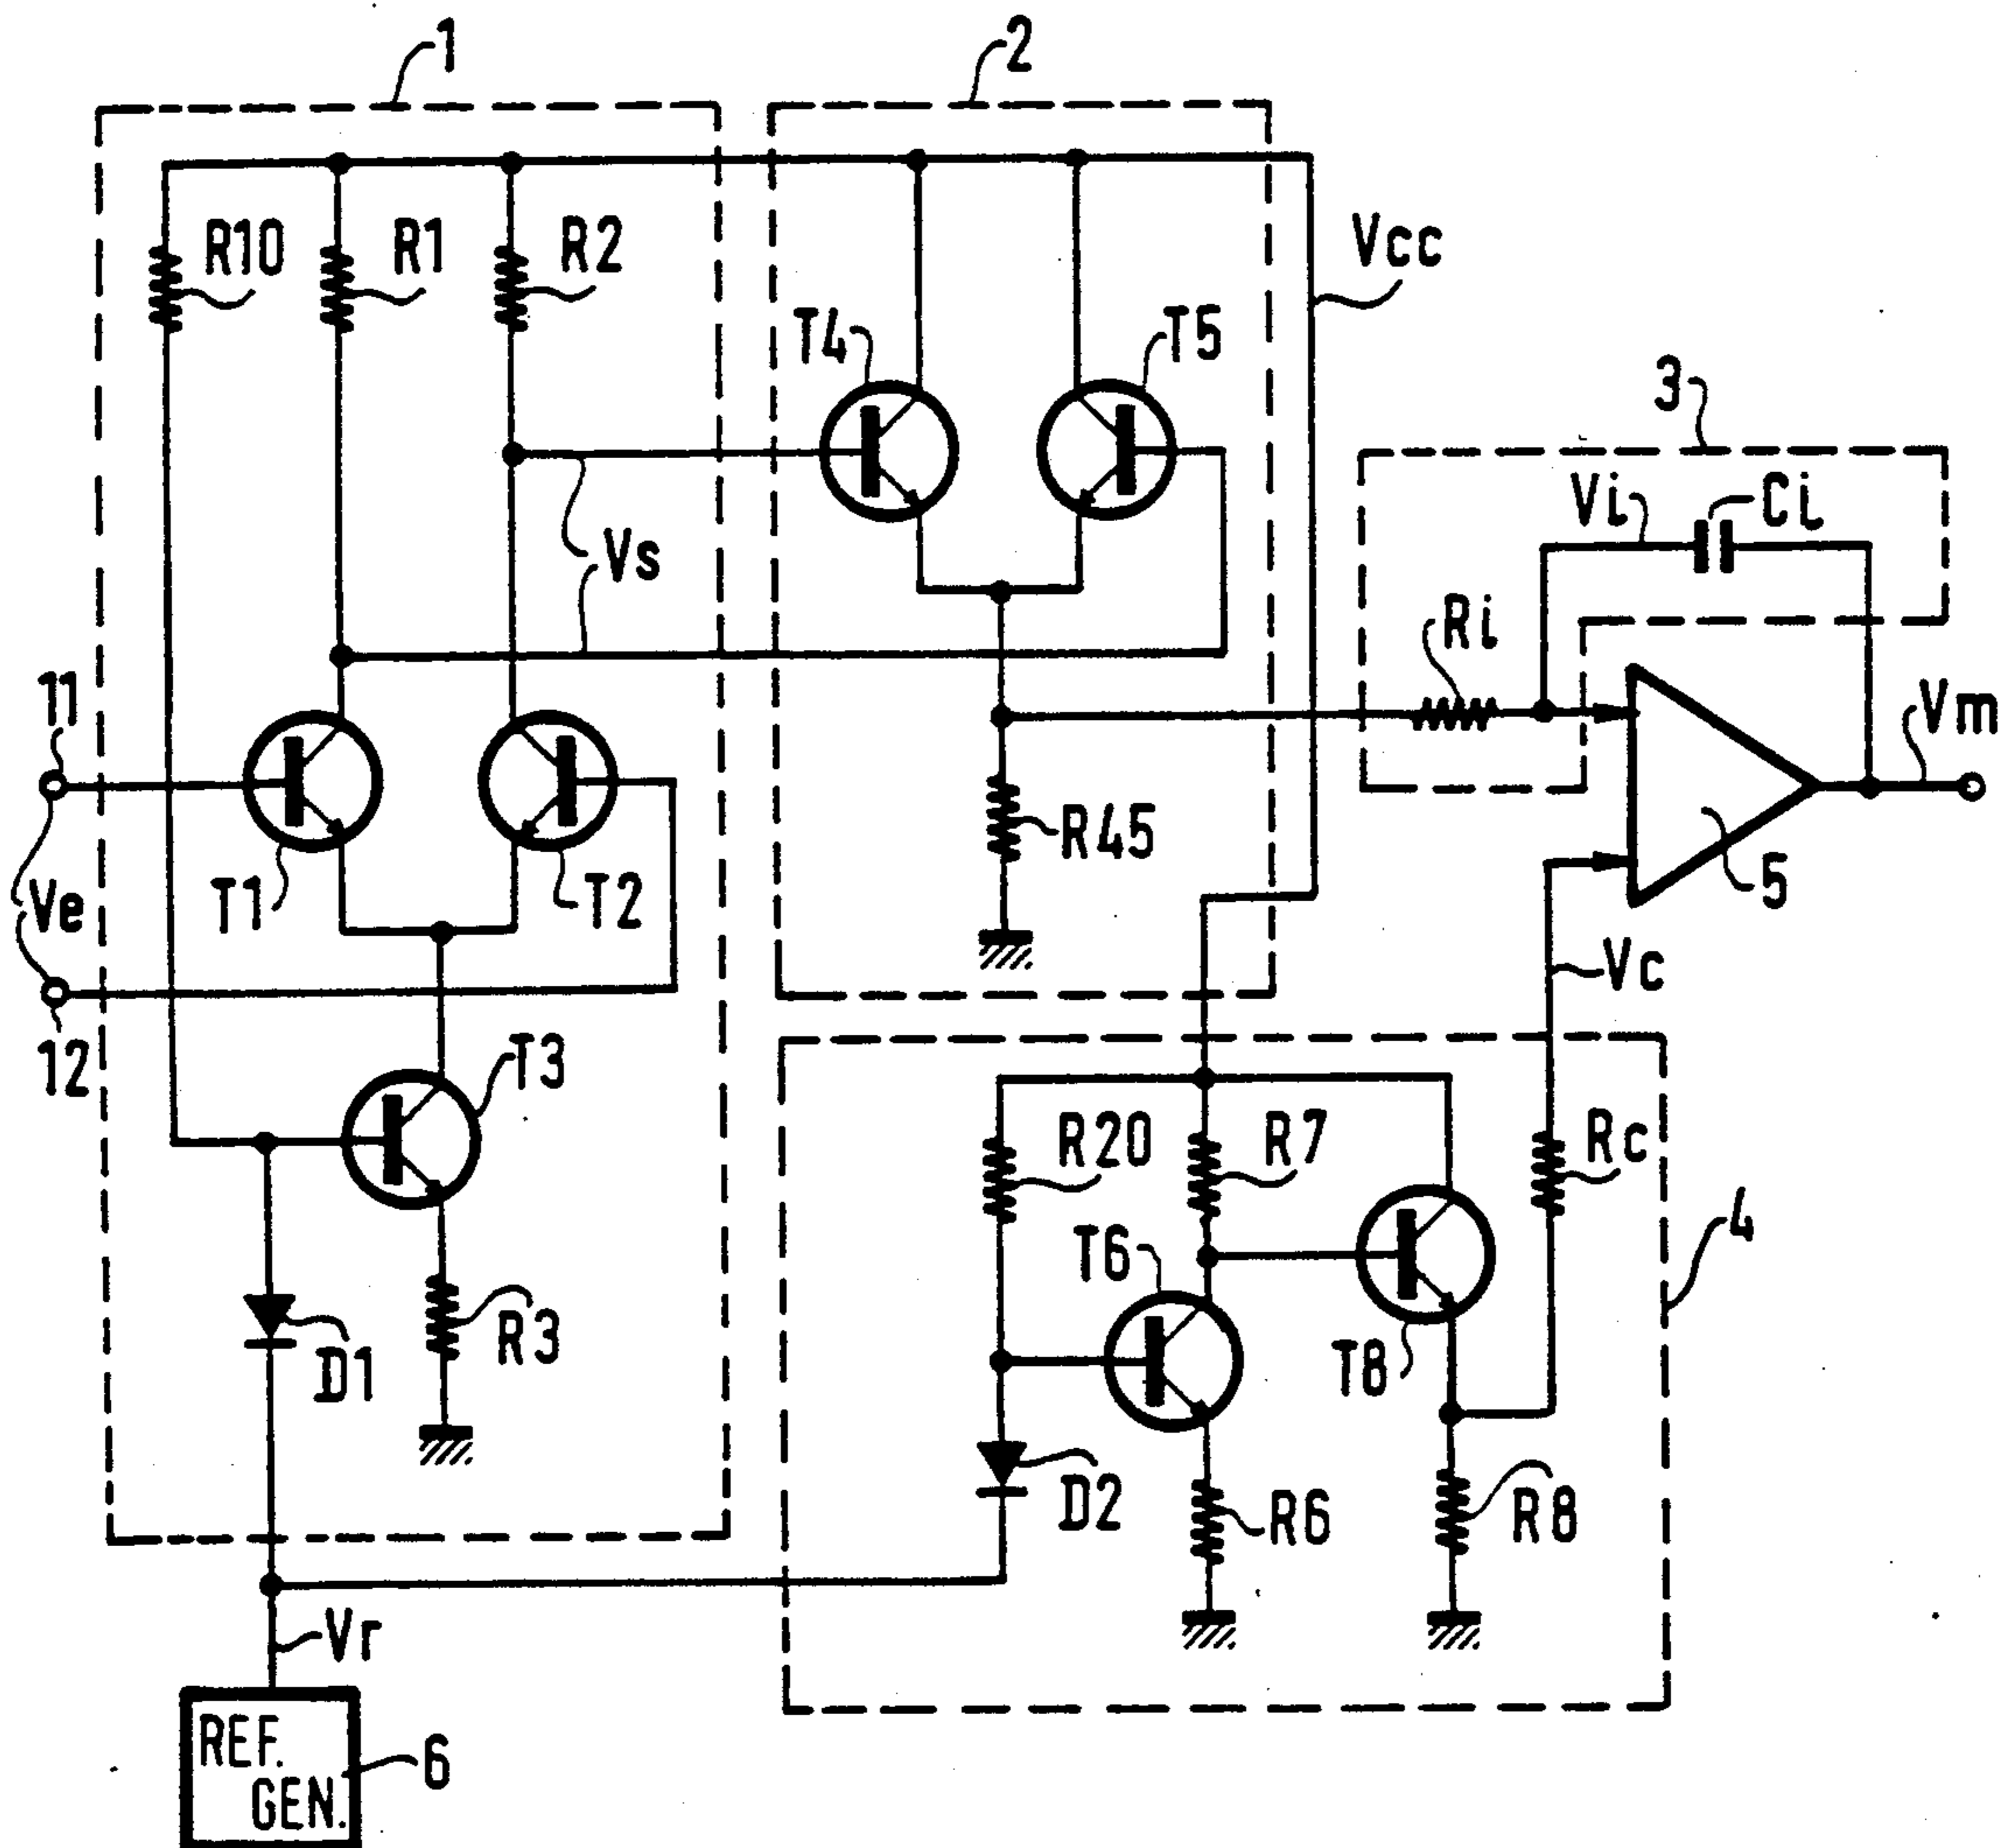 1
2
R10
R1
R2
Vcc
T4
T5
3
Vi
Ci
Vs
Ri
11
Vm
R45
T1
T2
5
Ve
Vc
12
T3
R20
R7
Rc
4
T6
R3
T8
D1
D2
R6
R8
Vr
REF.
GEN.
6